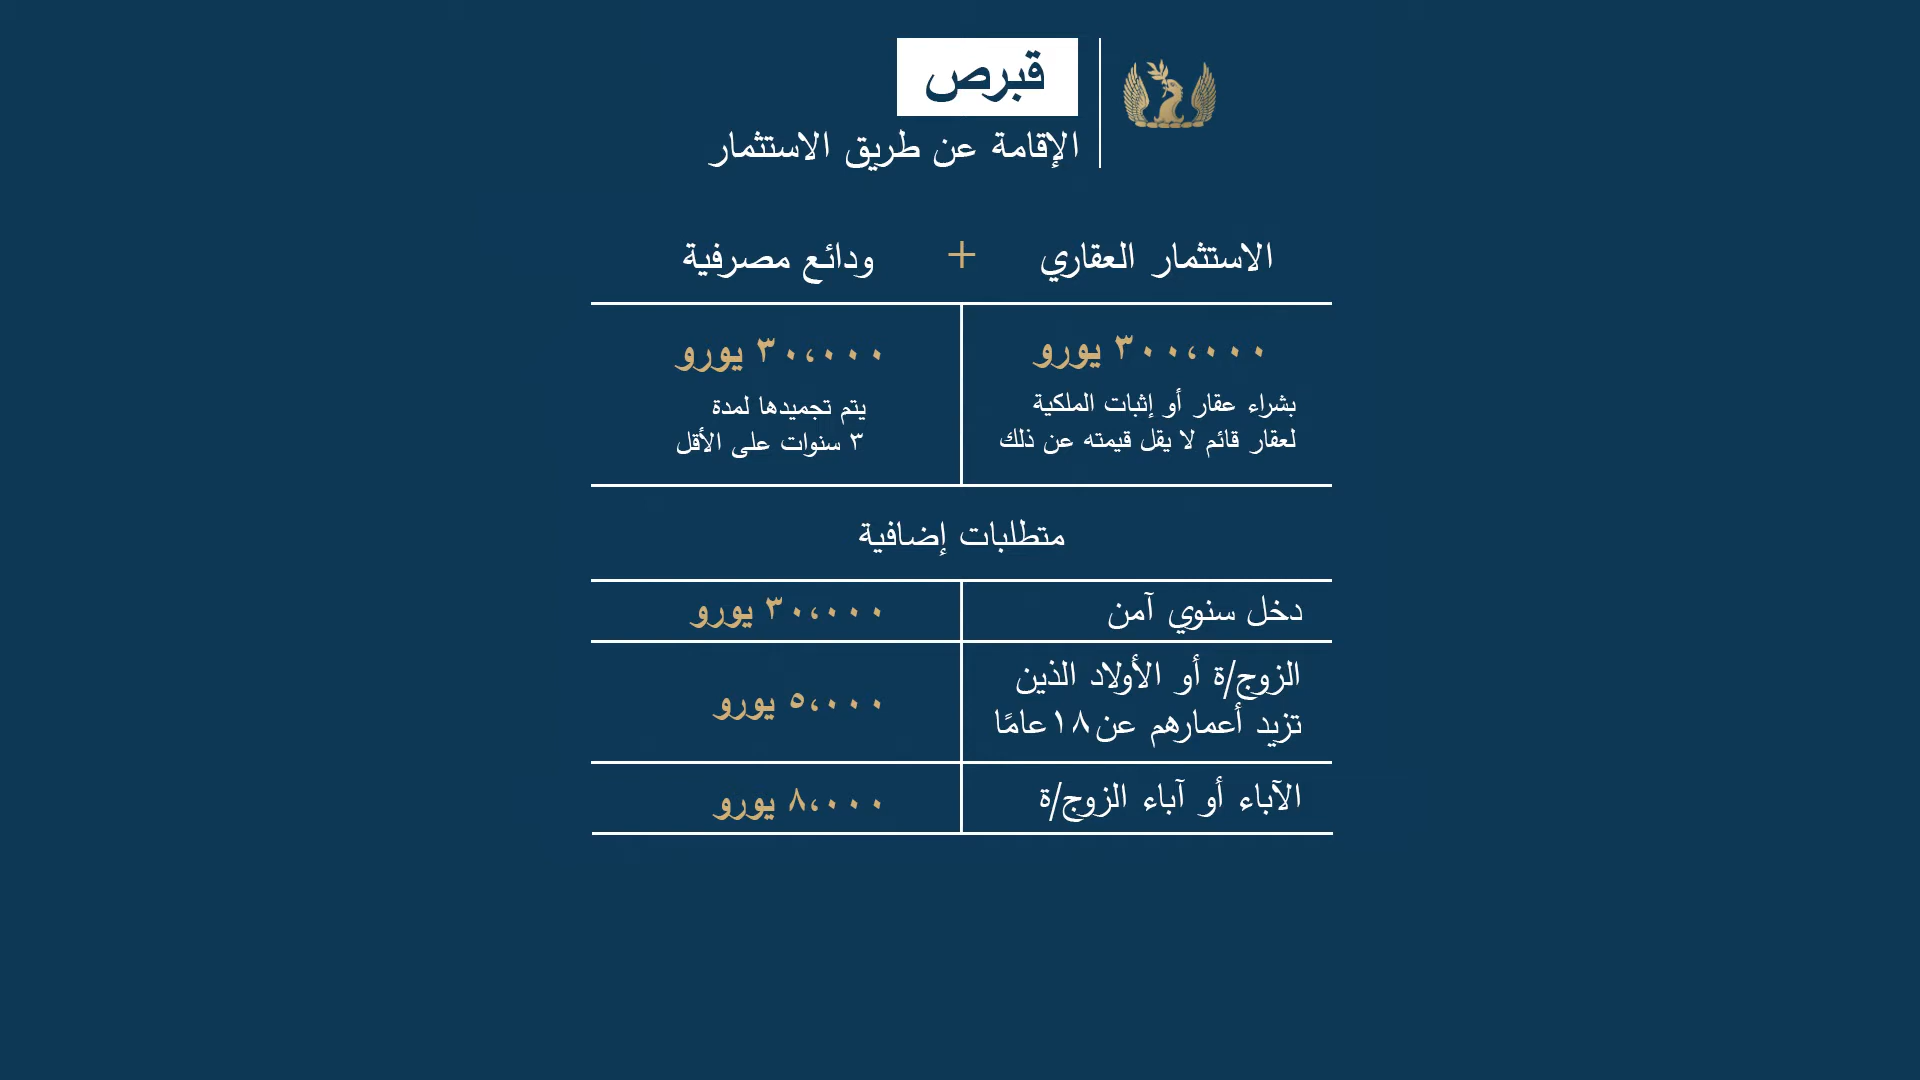 قبرص
الإقامة عن طريق الاستثمار
الاستثمار العقاري + ودائع مصرفية
٣٠٠،٠٠٠ يورو
بشراء عقار أو إثبات الملكية
لعقار قائم لا يقل قيمته عن ذلك
٣٠،٠٠٠ يورو
يتم تجميدها لمدة
٣ سنوات على الأقل
متطلبات إضافية
دخل سنوي آمن
٣٠،٠٠٠ يورو
الزوج/ة أو الأولاد الذين
تزيد أعمارهم عن ١٨ عامًا
٥،٠٠٠ يورو
الآباء أو آباء الزوج/ة
٨،٠٠٠ يورو